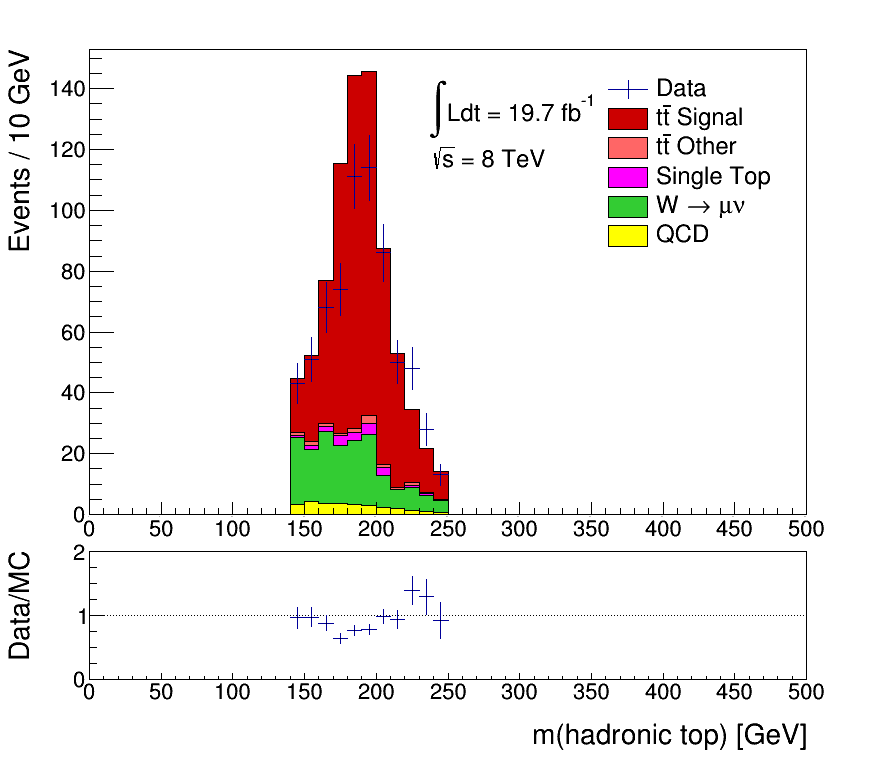 Events / 10 GeV
140
120
100
80
60
40
20
0
∫Ldt = 19.7 fb⁻¹
√s = 8 TeV
Data
tt̄ Signal
tt̄ Other
Single Top
W → μν
QCD
0 50 100 150 200 250 300 350 400 450 500
Data/MC
2
1
0
0 50 100 150 200 250 300 350 400 450 500
m(hadronic top) [GeV]